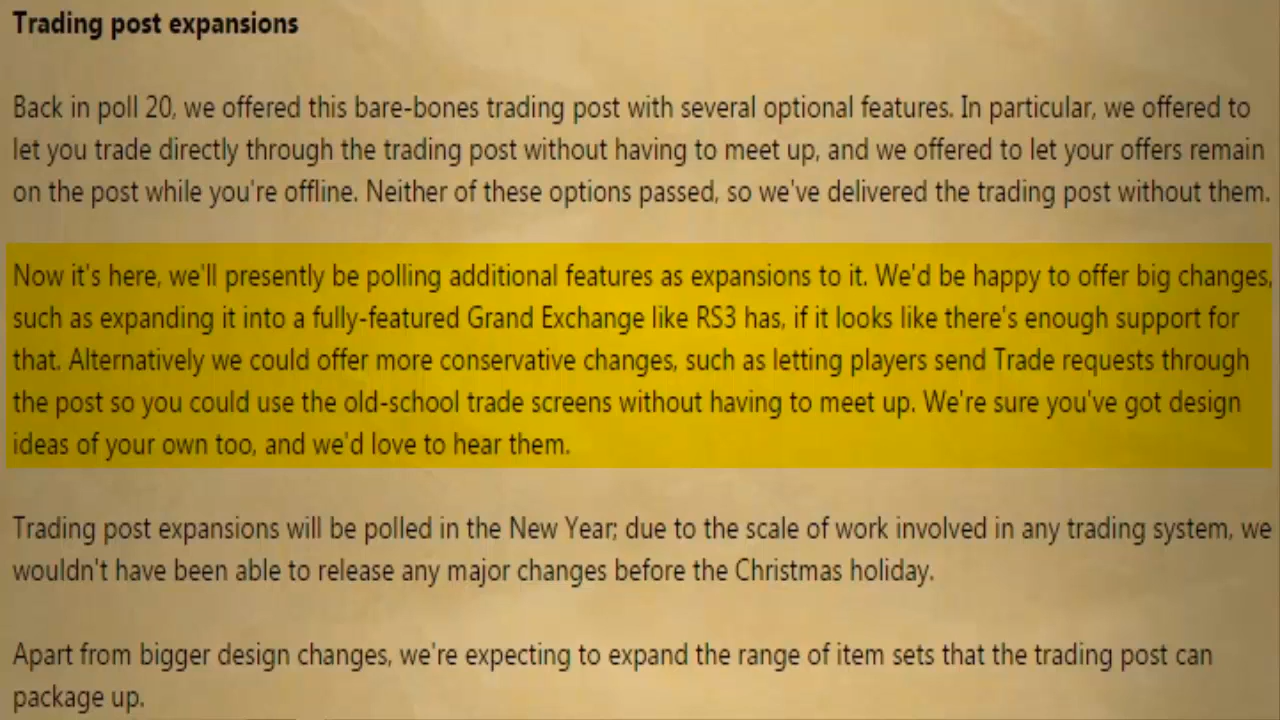 Trading post expansions
Back in poll 20, we offered this bare-bones trading post with several optional features. In particular, we offered to
let you trade directly through the trading post without having to meet up, and we offered to let your offers remain
on the post while you're offline. Neither of these options passed, so we've delivered the trading post without them.
Now it's here, we'll presently be polling additional features as expansions to it. We'd be happy to offer big changes,
such as expanding it into a fully-featured Grand Exchange like RS3 has, if it looks like there's enough support for
that. Alternatively we could offer more conservative changes, such as letting players send Trade requests through
the post so you could use the old-school trade screens without having to meet up. We're sure you've got design
ideas of your own too, and we'd love to hear them.
Trading post expansions will be polled in the New Year; due to the scale of work involved in any trading system, we
wouldn't have been able to release any major changes before the Christmas holiday.
Apart from bigger design changes, we're expecting to expand the range of item sets that the trading post can
package up.